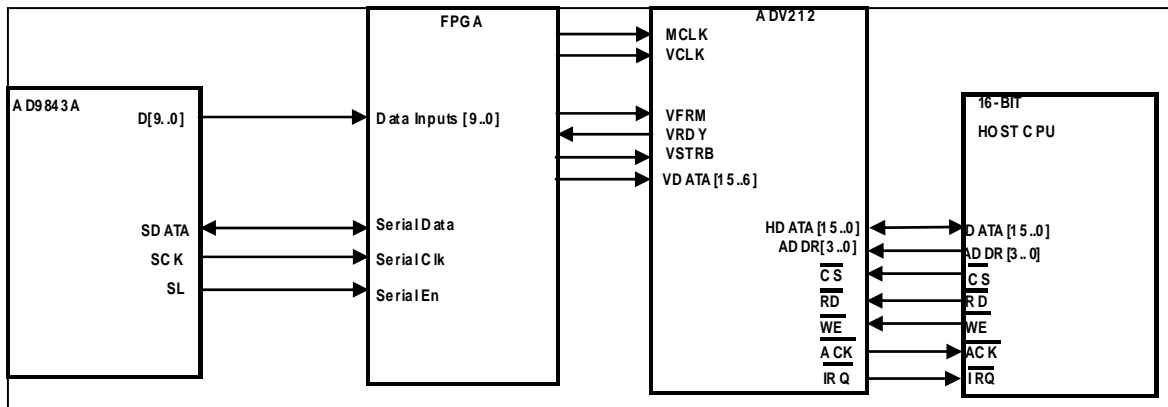 AD9843A
D[9..0]
SDATA
SCK
SL
FPGA
Data Inputs [9..0]
Serial Data
Serial Clk
Serial En
ADV212
MCLK
VCLK
VFRM
VRDY
VSTRB
VDATA[15..6]
HDATA[15..0]
ADDR[3..0]
CS
RD
WE
ACK
IRQ
16-BIT
HOST CPU
DATA[15..0]
ADDR[3..0]
CS
RD
WE
ACK
IRQ